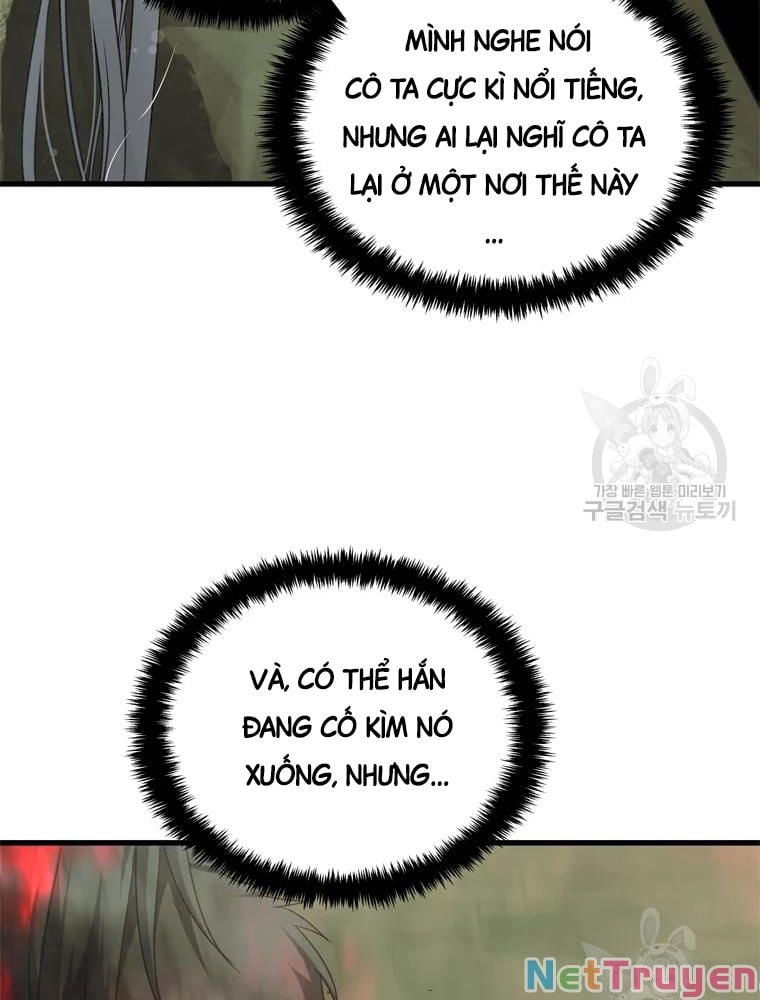 MÌNH NGHE NÓI
CÔ TA CỰC KÌ NỔI TIẾNG,
NHƯNG AI LẠI NGHĨ CÔ TA
LẠI Ở MỘT NƠI THẾ NÀY
...
가장 빠른 웹툰 미리보기
구글검색 뉴토끼
VÀ, CÓ THỂ HẮN
ĐANG CỐ KÌM NÓ
XUỐNG, NHƯNG...
NetTruyen